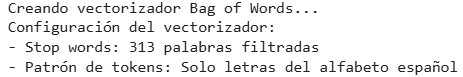 Creando vectorizador Bag of Words...
Configuración del vectorizador:
- Stop words: 313 palabras filtradas
- Patrón de tokens: Solo letras del alfabeto español